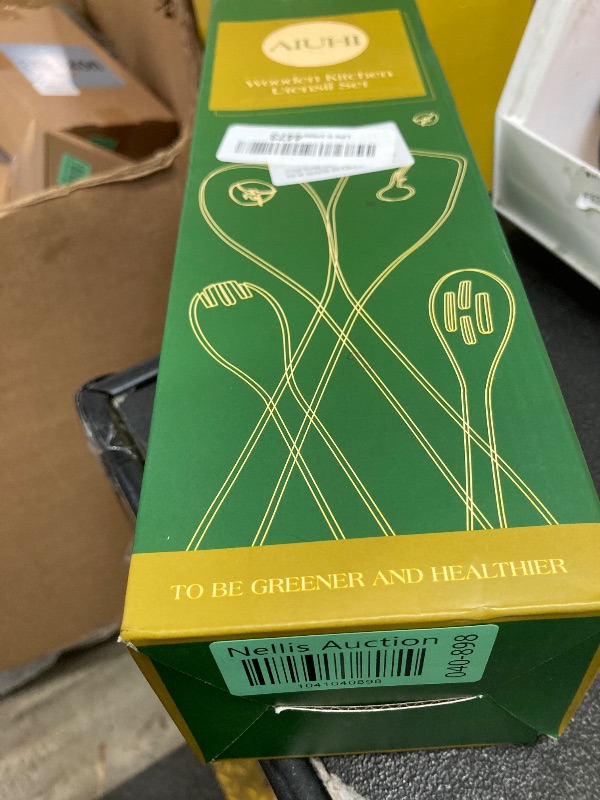 AIUHI
Wooden Kitchen
Utensil Set
TO BE GREENER AND HEALTHIER
Nellis Auction
1041040898
040-898